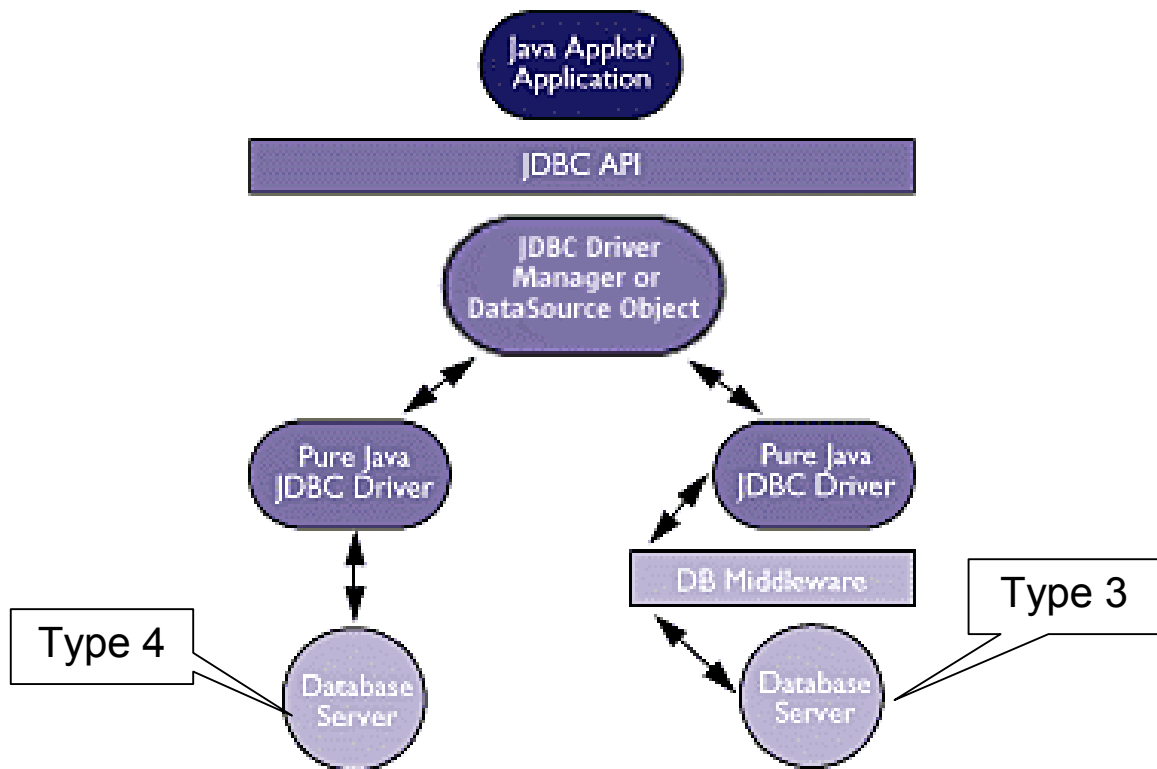 Java Applet/
Application
JDBC API
JDBC Driver
Manager or
DataSource Object
Pure Java
JDBC Driver
Pure Java
JDBC Driver
DB Middleware
Type 3
Type 4
Database
Server
Database
Server